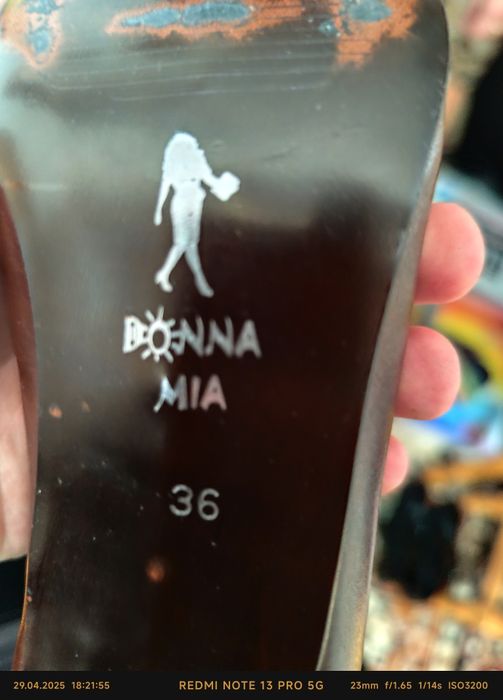 DONNA
MIA
36
29.04.2025 18:21:55 REDMI NOTE 13 PRO 5G 23mm f/1.65 1/14s ISO3200